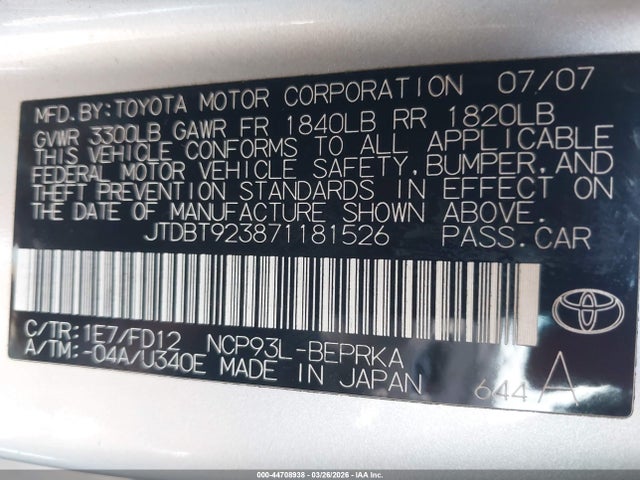 MFD. BY: TOYOTA MOTOR CORPORATION 07/07
GVWR 3300LB GAWR FR 1840LB RR 1820LB
THIS VEHICLE CONFORMS TO ALL APPLICABLE
FEDERAL MOTOR VEHICLE SAFETY, BUMPER, AND
THEFT PREVENTION STANDARDS IN EFFECT ON
THE DATE OF MANUFACTURE SHOWN ABOVE.
JTDBT923871181526 PASS. CAR
C/TR: 1E7/FD12 NCP93L-BEPRKA
A/TM:-04A/U340E MADE IN JAPAN 644 A
000-44708938 | 03/26/2026 - IAA Inc.